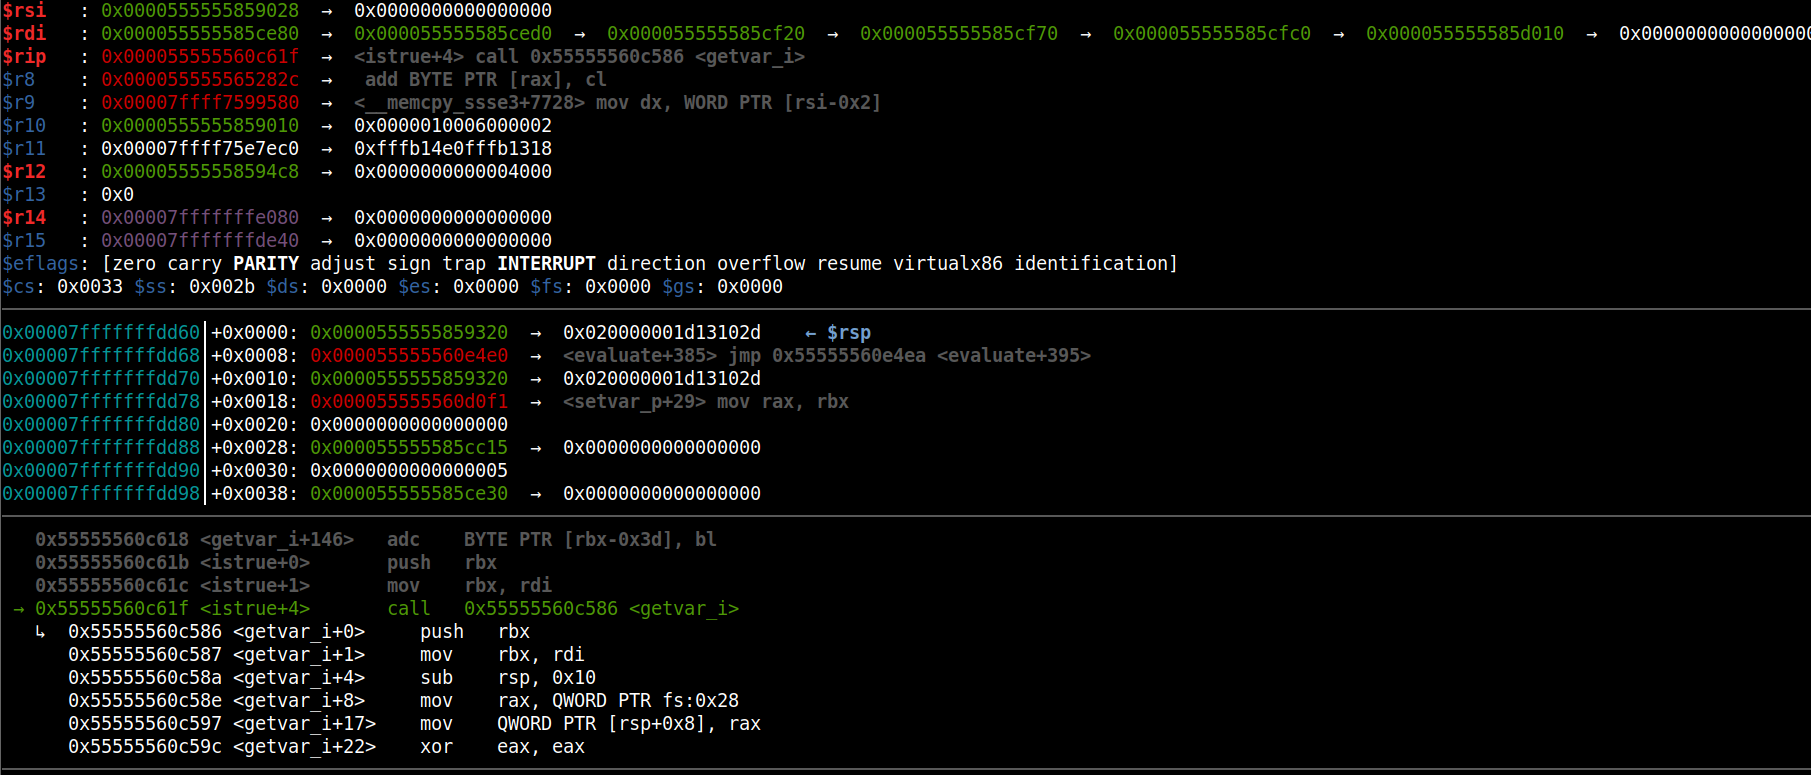 $rsi   : 0x0000555555859028  →  0x0000000000000000
$rdi   : 0x000055555585ce80  →  0x000055555585ced0  →  0x000055555585cf20  →  0x000055555585cf70  →  0x000055555585cfc0  →  0x000055555585d010  →  0x0000000000000000
$rip   : 0x000055555560c61f  →  <istrue+4> call 0x55555560c586 <getvar_i>
$r8    : 0x000055555565282c  →   add BYTE PTR [rax], cl
$r9    : 0x00007ffff7599580  →  <__memcpy_ssse3+7728> mov dx, WORD PTR [rsi-0x2]
$r10   : 0x0000555555859010  →  0x0000010006000002
$r11   : 0x00007ffff75e7ec0  →  0xfffb14e0fffb1318
$r12   : 0x00005555558594c8  →  0x0000000000004000
$r13   : 0x0
$r14   : 0x00007fffffffe080  →  0x0000000000000000
$r15   : 0x00007fffffffde40  →  0x0000000000000000
$eflags: [zero carry PARITY adjust sign trap INTERRUPT direction overflow resume virtualx86 identification]
$cs: 0x0033 $ss: 0x002b $ds: 0x0000 $es: 0x0000 $fs: 0x0000 $gs: 0x0000
0x00007fffffffdd60│+0x0000: 0x0000555555859320  →  0x020000001d13102d    ← $rsp
0x00007fffffffdd68│+0x0008: 0x000055555560e4e0  →  <evaluate+385> jmp 0x55555560e4ea <evaluate+395>
0x00007fffffffdd70│+0x0010: 0x0000555555859320  →  0x020000001d13102d
0x00007fffffffdd78│+0x0018: 0x000055555560d0f1  →  <setvar_p+29> mov rax, rbx
0x00007fffffffdd80│+0x0020: 0x0000000000000000
0x00007fffffffdd88│+0x0028: 0x000055555585cc15  →  0x0000000000000000
0x00007fffffffdd90│+0x0030: 0x0000000000000005
0x00007fffffffdd98│+0x0038: 0x000055555585ce30  →  0x0000000000000000
   0x55555560c618 <getvar_i+146>   adc    BYTE PTR [rbx-0x3d], bl
   0x55555560c61b <istrue+0>       push   rbx
   0x55555560c61c <istrue+1>       mov    rbx, rdi
 → 0x55555560c61f <istrue+4>       call   0x55555560c586 <getvar_i>
   ↳  0x55555560c586 <getvar_i+0>     push   rbx
      0x55555560c587 <getvar_i+1>     mov    rbx, rdi
      0x55555560c58a <getvar_i+4>     sub    rsp, 0x10
      0x55555560c58e <getvar_i+8>     mov    rax, QWORD PTR fs:0x28
      0x55555560c597 <getvar_i+17>    mov    QWORD PTR [rsp+0x8], rax
      0x55555560c59c <getvar_i+22>    xor    eax, eax